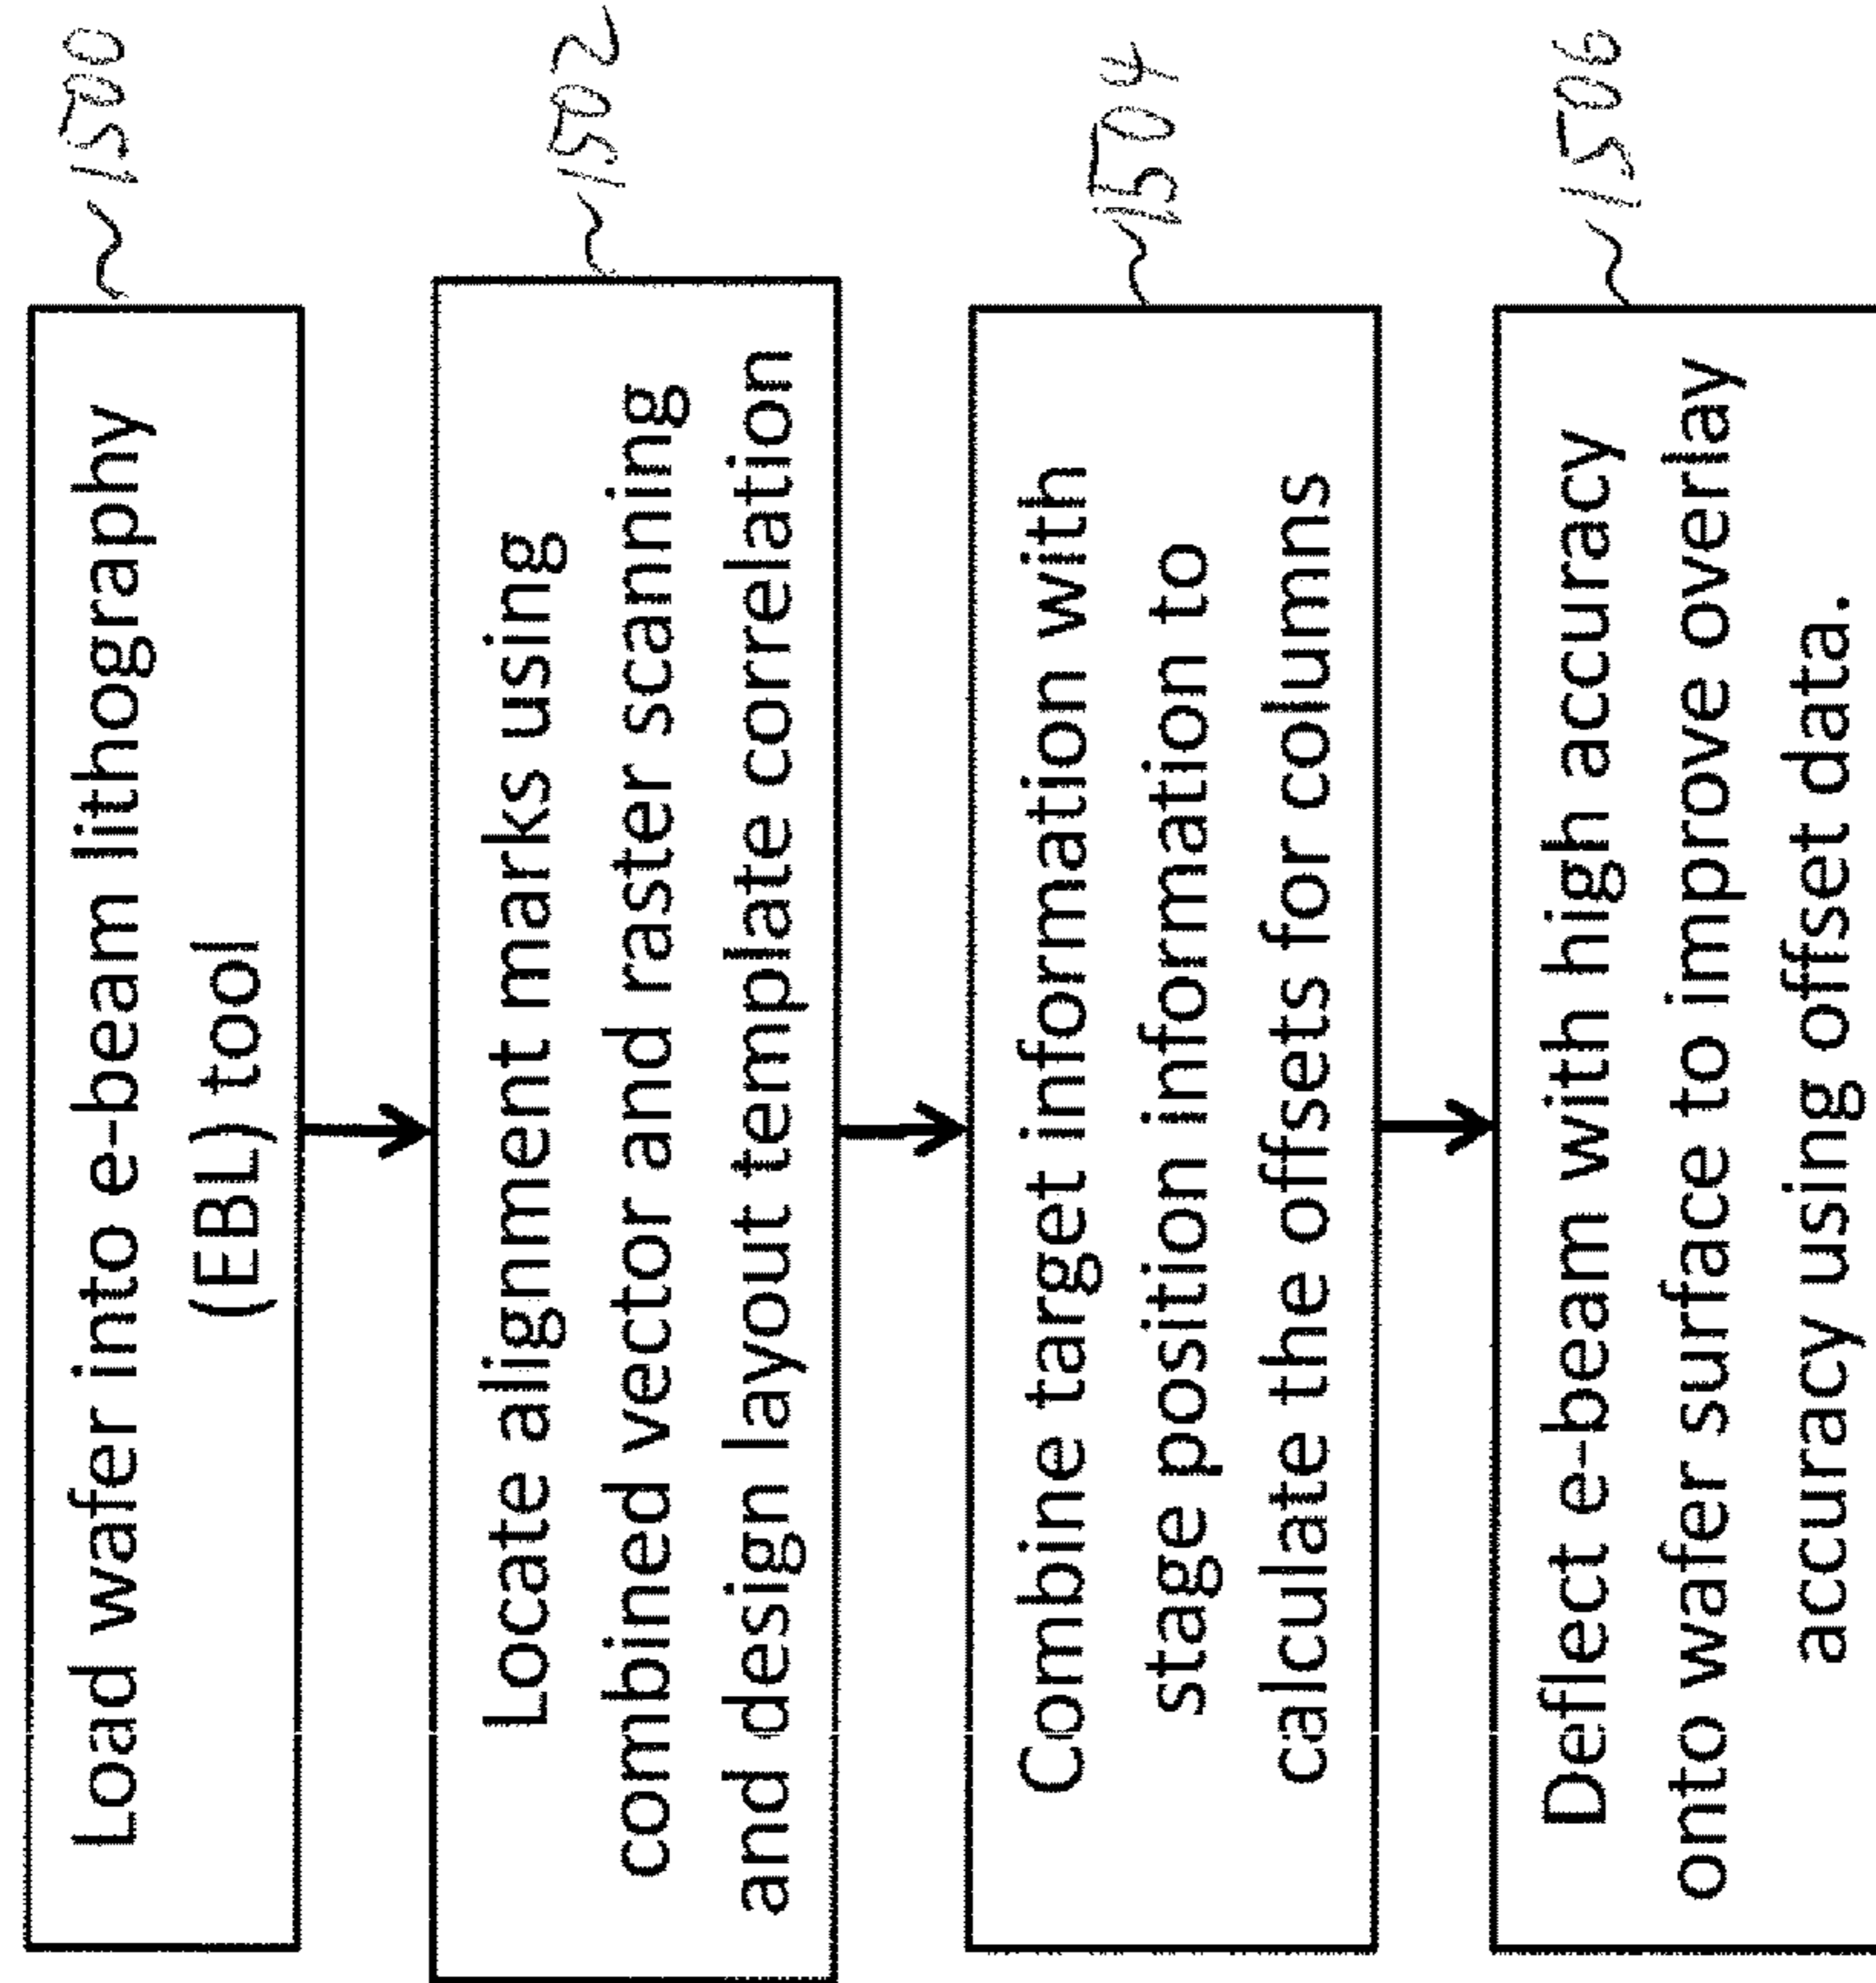 Load wafer into e-beam lithography
(EBL) tool
1500
Locate alignment marks using
combined vector and raster scanning
and design layout template correlation
1502
Combine target information with
stage position information to
calculate the offsets for columns
1504
Deflect e-beam with high accuracy
onto wafer surface to improve overlay
accuracy using offset data.
1506